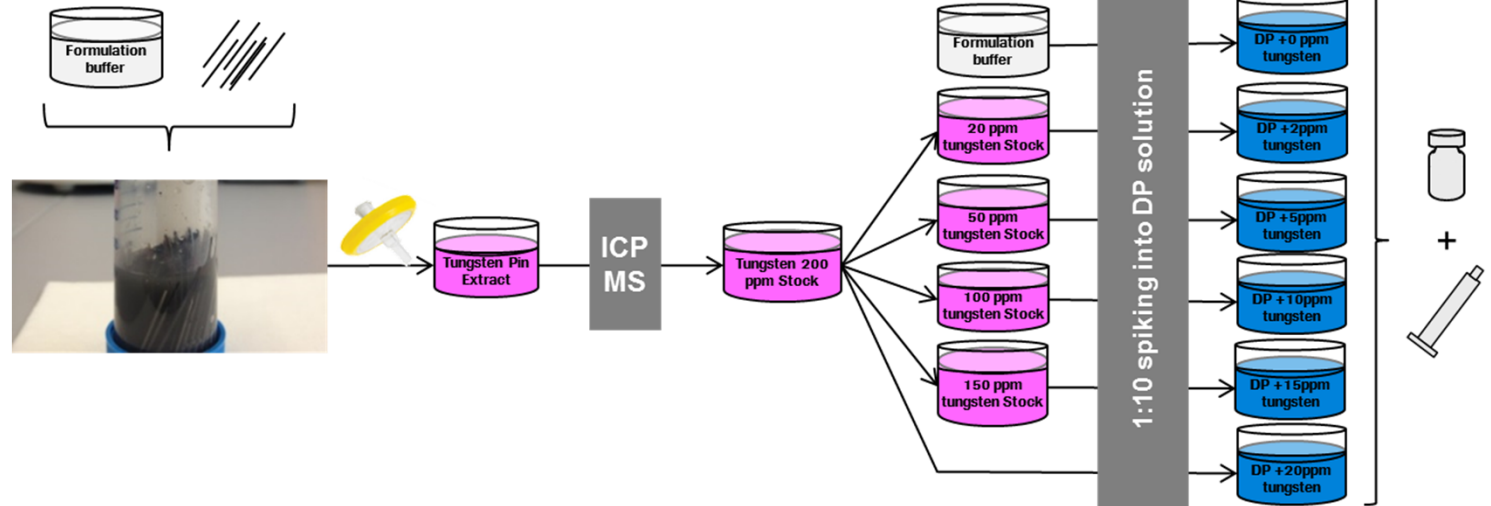 Formulation
buffer
Tungsten Pin
Extract
ICP
MS
Tungsten 200
ppm Stock
Formulation
buffer
20 ppm
tungsten Stock
50 ppm
tungsten Stock
100 ppm
tungsten Stock
150 ppm
tungsten Stock
1:10 spiking into DP solution
DP +0 ppm
tungsten
DP +2ppm
tungsten
DP +5ppm
tungsten
DP +10ppm
tungsten
DP +15ppm
tungsten
DP +20ppm
tungsten
+